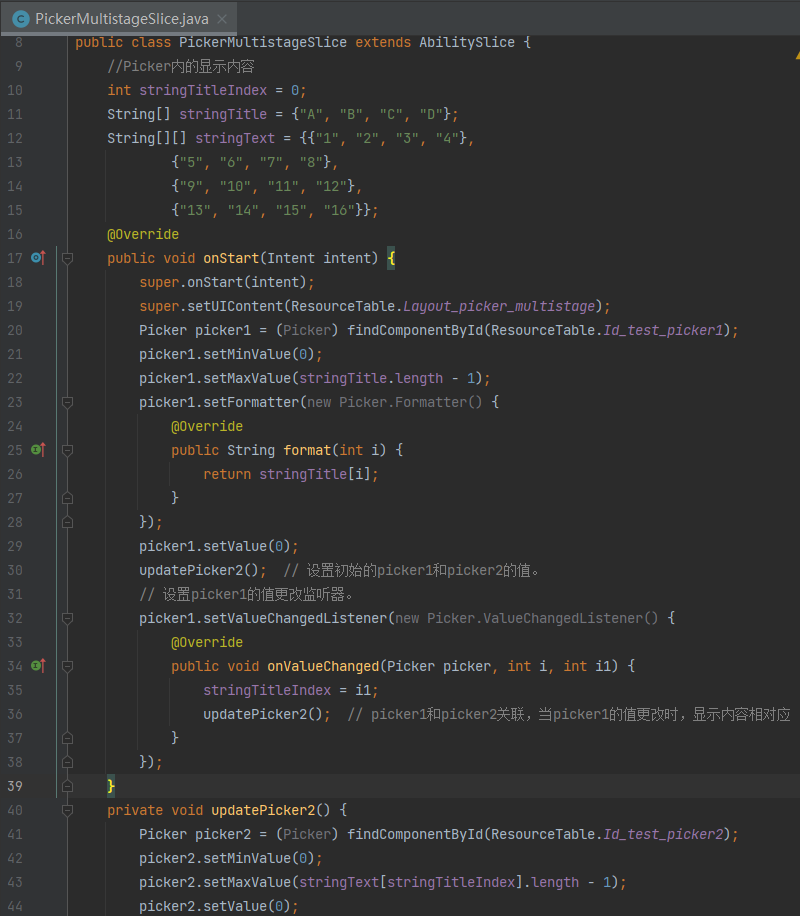 PickerMultistageSlice.java
8 public class PickerMultistageSlice extends AbilitySlice {
9 //Picker内的显示内容
10 int stringTitleIndex = 0;
11 String[] stringTitle = {"A", "B", "C", "D"};
12 String[][] stringText = {{"1", "2", "3", "4"},
13 {"5", "6", "7", "8"},
14 {"9", "10", "11", "12"},
15 {"13", "14", "15", "16"}};
16 @Override
17 public void onStart(Intent intent) {
18 super.onStart(intent);
19 super.setUIContent(ResourceTable.Layout_picker_multistage);
20 Picker picker1 = (Picker) findComponentById(ResourceTable.Id_test_picker1);
21 picker1.setMinValue(0);
22 picker1.setMaxValue(stringTitle.length - 1);
23 picker1.setFormatter(new Picker.Formatter() {
24 @Override
25 public String format(int i) {
26 return stringTitle[i];
27 }
28 });
29 picker1.setValue(0);
30 updatePicker2(); // 设置初始的picker1和picker2的值。
31 // 设置picker1的值更改监听器。
32 picker1.setValueChangedListener(new Picker.ValueChangedListener() {
33 @Override
34 public void onValueChanged(Picker picker, int i, int i1) {
35 stringTitleIndex = i1;
36 updatePicker2(); // picker1和picker2关联，当picker1的值更改时，显示内容相对应
37 }
38 });
39 }
40 private void updatePicker2() {
41 Picker picker2 = (Picker) findComponentById(ResourceTable.Id_test_picker2);
42 picker2.setMinValue(0);
43 picker2.setMaxValue(stringText[stringTitleIndex].length - 1);
44 picker2.setValue(0);